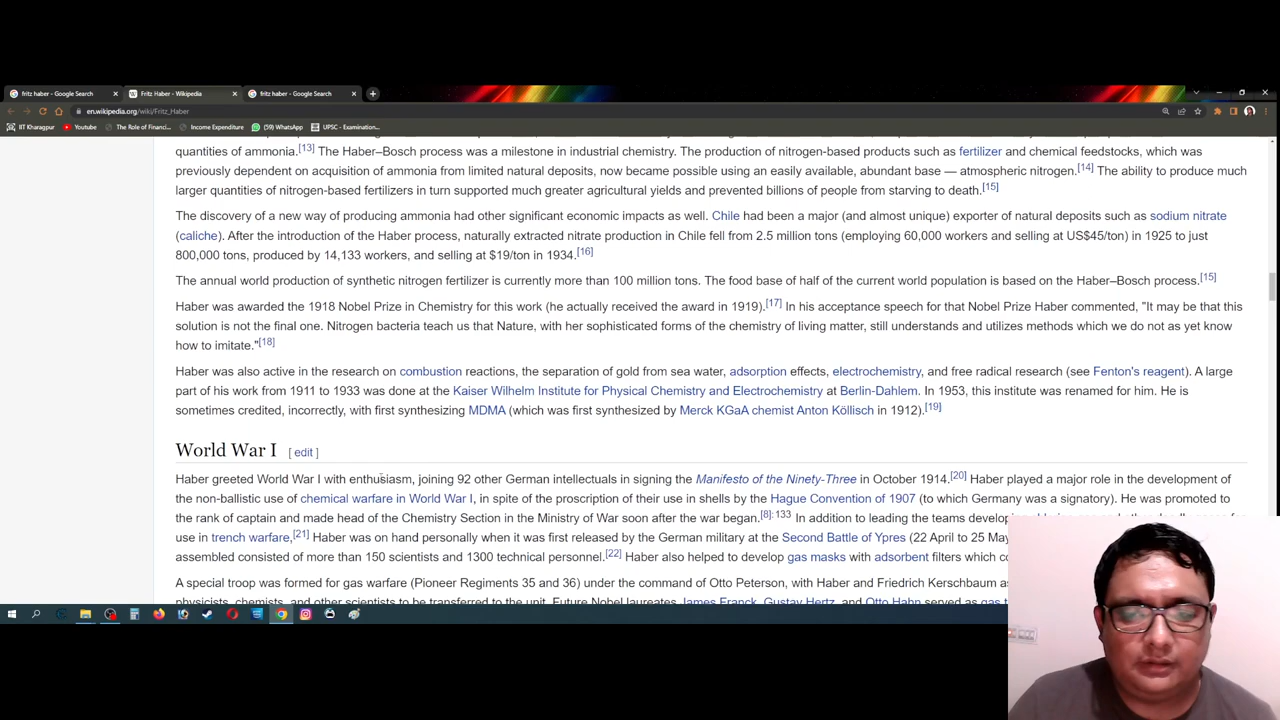 fritz haber - Google Search
Fritz Haber - Wikipedia
fritz haber - Google Search
en.wikipedia.org/wiki/Fritz_Haber
IIT Kharagpur
Youtube
The Role of Financi...
Income Expenditure
(59) WhatsApp
UPSC - Examination...
quantities of ammonia.[13] The Haber–Bosch process was a milestone in industrial chemistry. The production of nitrogen-based products such as fertilizer and chemical feedstocks, which was
previously dependent on acquisition of ammonia from limited natural deposits, now became possible using an easily available, abundant base — atmospheric nitrogen.[14] The ability to produce much
larger quantities of nitrogen-based fertilizers in turn supported much greater agricultural yields and prevented billions of people from starving to death.[15]
The discovery of a new way of producing ammonia had other significant economic impacts as well. Chile had been a major (and almost unique) exporter of natural deposits such as sodium nitrate
(caliche). After the introduction of the Haber process, naturally extracted nitrate production in Chile fell from 2.5 million tons (employing 60,000 workers and selling at US$45/ton) in 1925 to just
800,000 tons, produced by 14,133 workers, and selling at $19/ton in 1934.[16]
The annual world production of synthetic nitrogen fertilizer is currently more than 100 million tons. The food base of half of the current world population is based on the Haber–Bosch process.[15]
Haber was awarded the 1918 Nobel Prize in Chemistry for this work (he actually received the award in 1919).[17] In his acceptance speech for that Nobel Prize Haber commented, "It may be that this
solution is not the final one. Nitrogen bacteria teach us that Nature, with her sophisticated forms of the chemistry of living matter, still understands and utilizes methods which we do not as yet know
how to imitate."[18]
Haber was also active in the research on combustion reactions, the separation of gold from sea water, adsorption effects, electrochemistry, and free radical research (see Fenton's reagent). A large
part of his work from 1911 to 1933 was done at the Kaiser Wilhelm Institute for Physical Chemistry and Electrochemistry at Berlin-Dahlem. In 1953, this institute was renamed for him. He is
sometimes credited, incorrectly, with first synthesizing MDMA (which was first synthesized by Merck KGaA chemist Anton Köllisch in 1912).[19]
World War I [ edit ]
Haber greeted World War I with enthusiasm, joining 92 other German intellectuals in signing the Manifesto of the Ninety-Three in October 1914.[20] Haber played a major role in the development of
the non-ballistic use of chemical warfare in World War I, in spite of the proscription of their use in shells by the Hague Convention of 1907 (to which Germany was a signatory). He was promoted to
the rank of captain and made head of the Chemistry Section in the Ministry of War soon after the war began.[8]:133 In addition to leading the teams
use in trench warfare,[21] Haber was on hand personally when it was first released by the German military at the Second Battle of Ypres (22 April to 25
assembled consisted of more than 150 scientists and 1300 technical personnel.[22] Haber also helped to develop gas masks with adsorbent filters which
A special troop was formed for gas warfare (Pioneer Regiments 35 and 36) under the command of Otto Peterson, with Haber and Friedrich Kerschbaum
physicists, chemists, and other scientists to be transferred to the unit. Future Nobel laureates James Franck, Gustav Hertz, and Otto Hahn served as gas